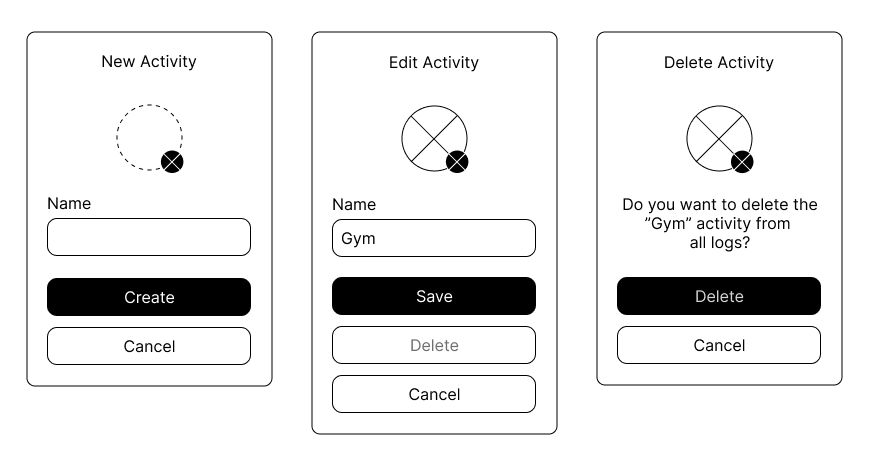 New Activity
Name
Create
Cancel
Edit Activity
Name
Gym
Save
Delete
Cancel
Delete Activity
Do you want to delete the
”Gym” activity from
all logs?
Delete
Cancel